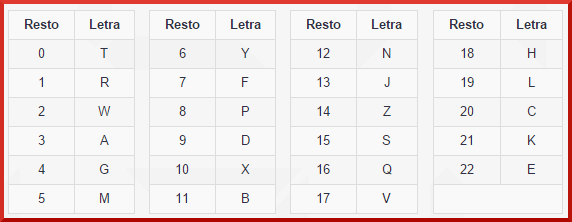 Resto Letra Resto Letra Resto Letra Resto Letra
0 T 6 Y 12 N 18 H
1 R 7 F 13 J 19 L
2 W 8 P 14 Z 20 C
3 A 9 D 15 S 21 K
4 G 10 X 16 Q 22 E
5 M 11 B 17 V